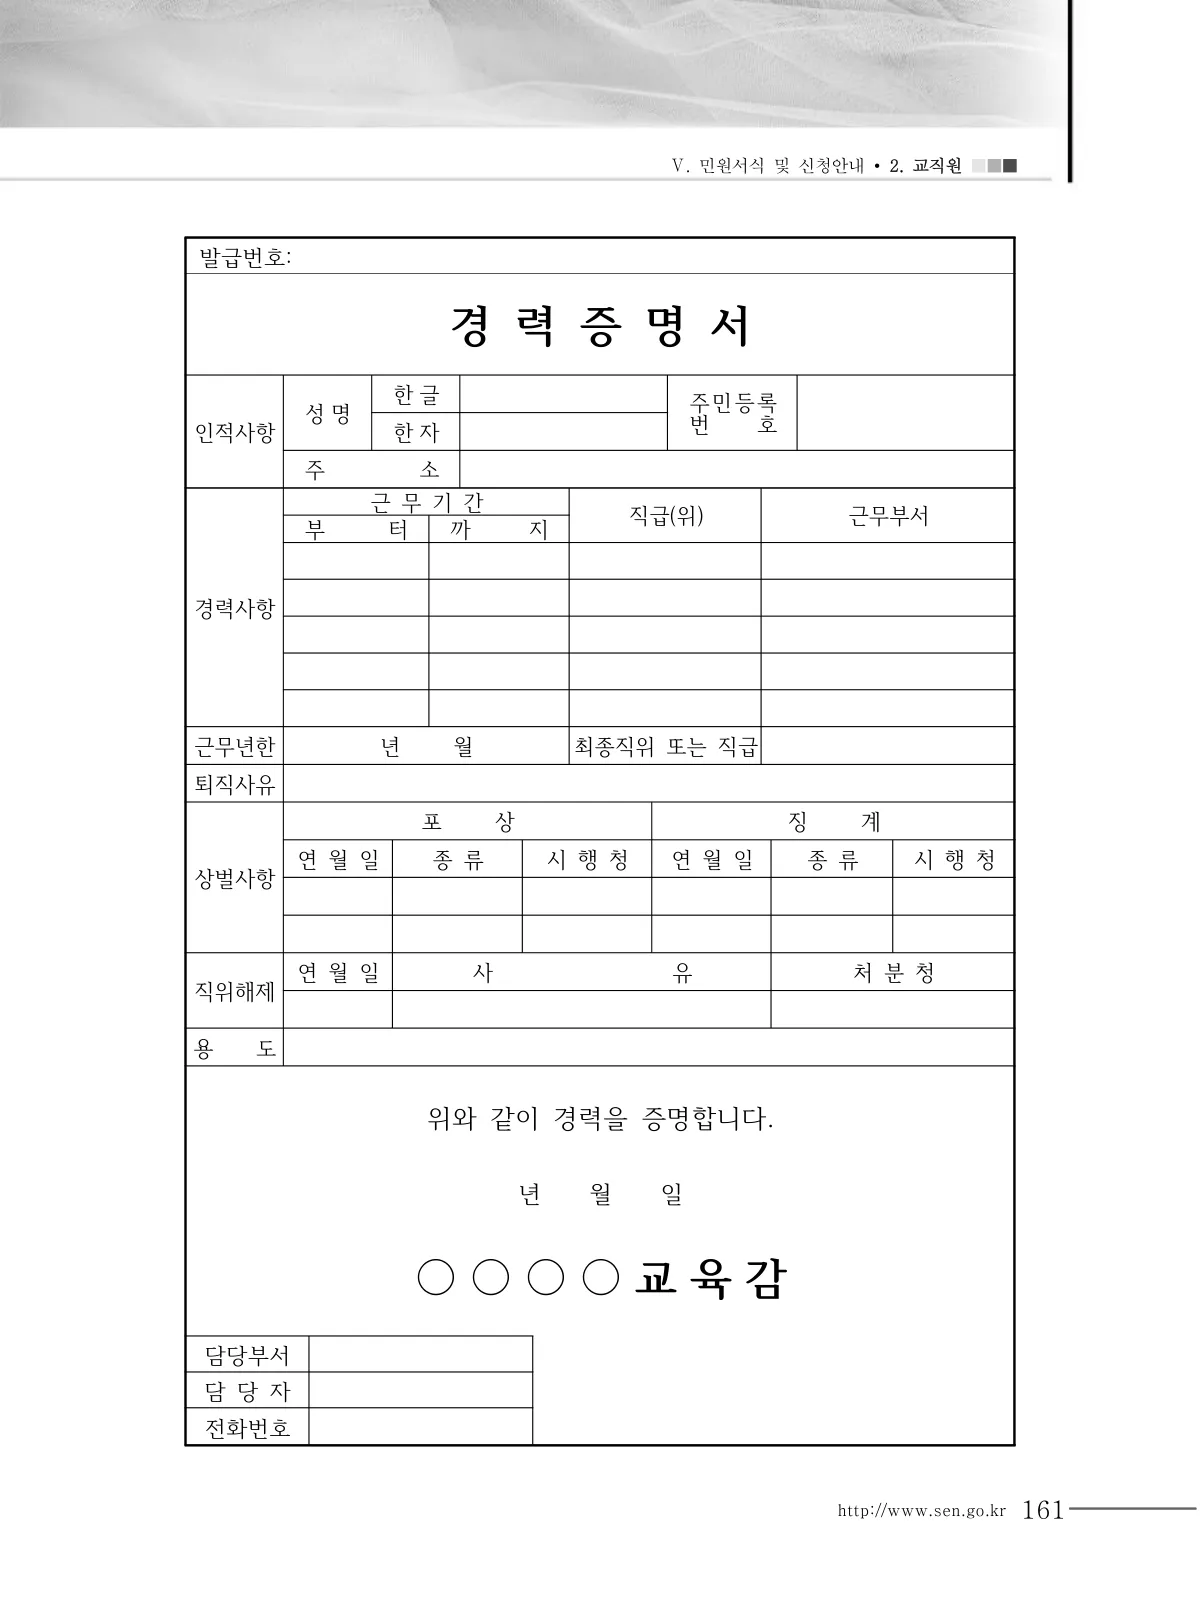 Ⅴ. 민원서식 및 신청안내 • 2. 교직원
발급번호:
경 력 증 명 서
인적사항 성 명 한 글 주민등록 번 호
한 자
주 소
경력사항 근 무 기 간 직급(위) 근무부서
부 터 까 지
근무년한 년 월 최종직위 또는 직급
퇴직사유
상벌사항 포 상 징 계
연 월 일 종 류 시 행 청 연 월 일 종 류 시 행 청
직위해제 연 월 일 사 유 처 분 청
용 도
위와 같이 경력을 증명합니다.
년 월 일
○ ○ ○ ○ 교 육 감
담당부서
담 당 자
전화번호
http://www.sen.go.kr 161